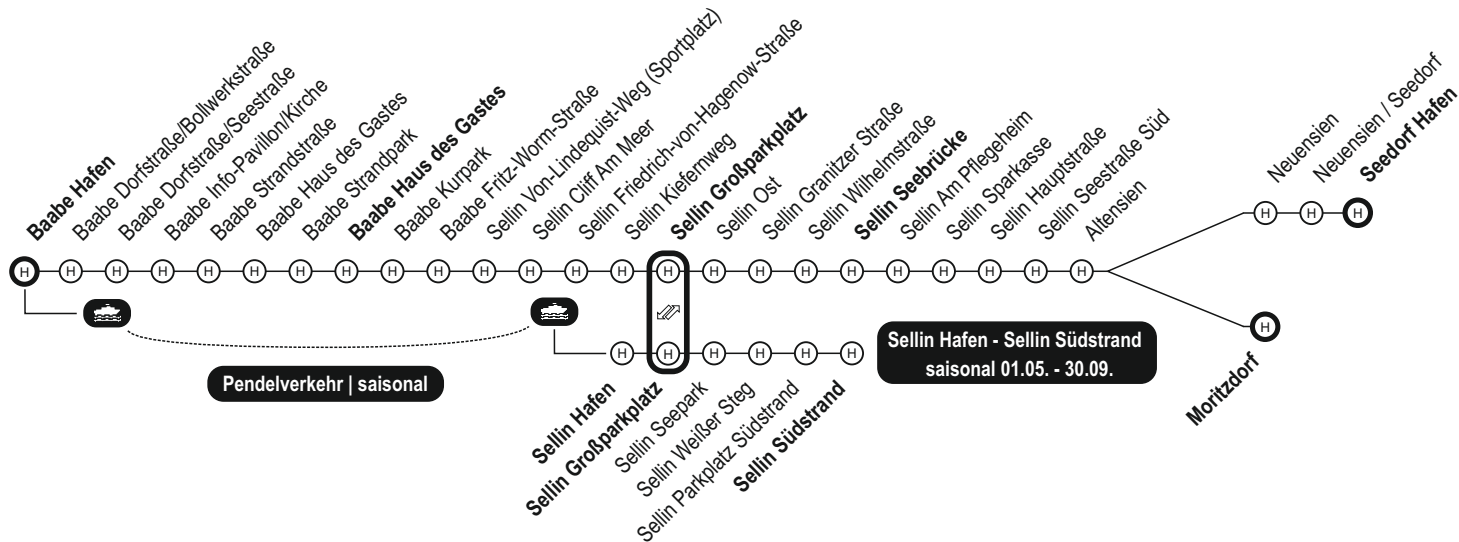 Baabe Hafen
Baabe Dorfstraße/Bollwerkstraße
Baabe Dorfstraße/Seestraße
Baabe Info-Pavillon/Kirche
Baabe Strandstraße
Baabe Haus des Gastes
Baabe Strandpark
Baabe Haus des Gastes
Baabe Kurpark
Baabe Fritz-Worm-Straße
Sellin Von-Lindequist-Weg (Sportplatz)
Sellin Cliff Am Meer
Sellin Friedrich-von-Hagenow-Straße
Sellin Kiefernweg
Sellin Großparkplatz
Sellin Ost
Sellin Granitzer Straße
Sellin Wilhelmstraße
Sellin Seebrücke
Sellin Am Pflegeheim
Sellin Sparkasse
Sellin Hauptstraße
Sellin Seestraße Süd
Altensien
Neuensien
Neuensien / Seedorf
Seedorf Hafen
H H H
H H H H H H H H H H H H H H H H H H H H H H H H
H
H H H H H H
Sellin Hafen - Sellin Südstrand
saisonal 01.05. - 30.09.
Pendelverkehr | saisonal
Moritzdorf
Sellin Hafen
Sellin Großparkplatz
Sellin Seepark
Sellin Weißer Steg
Sellin Parkplatz Südstrand
Sellin Südstrand